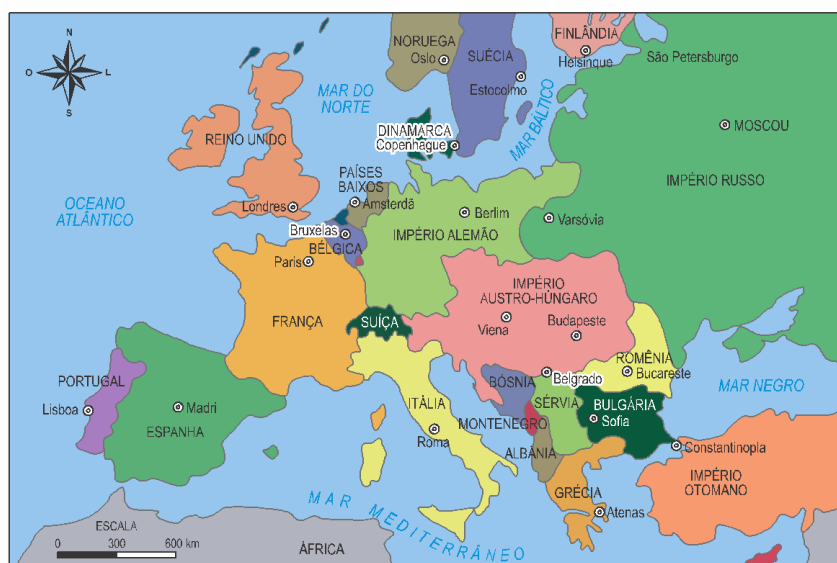 N
O
L
S
NORUEGA
Oslo
SUÉCIA
Estocolmo
FINLÂNDIA
Helsinque
São Petersburgo
MAR DO
NORTE
MAR BÁLTICO
MOSCOU
REINO UNIDO
DINAMARCA
Copenhague
IMPÉRIO RUSSO
OCEANO
ATLÂNTICO
PAÍSES
BAIXOS
Amsterdã
Londres
Berlim
Varsóvia
Bruxelas
BÉLGICA
IMPÉRIO ALEMÃO
Paris
IMPÉRIO
AUSTRO-HÚNGARO
FRANÇA
SUÍÇA
Viena
Budapeste
ROMÊNIA
Bucareste
PORTUGAL
Lisboa
Madri
ESPANHA
ITÁLIA
Roma
BÓSNIA
Belgrado
SÉRVIA
BULGÁRIA
Sofia
MAR NEGRO
MONTENEGRO
ALBÂNIA
Constantinopla
IMPÉRIO
OTOMANO
GRÉCIA
Atenas
MAR MEDITERRÂNEO
ESCALA
0 300 600 km
ÁFRICA